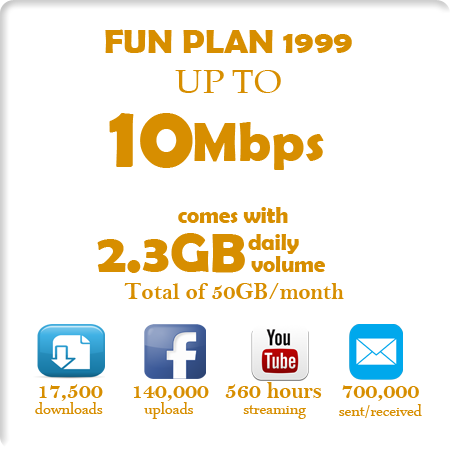 FUN PLAN 1999
UP TO
10Mbps
comes with
2.3GB daily volume
Total of 50GB/month
You Tube
17,500 140,000 560 hours 700,000
downloads uploads streaming sent/received